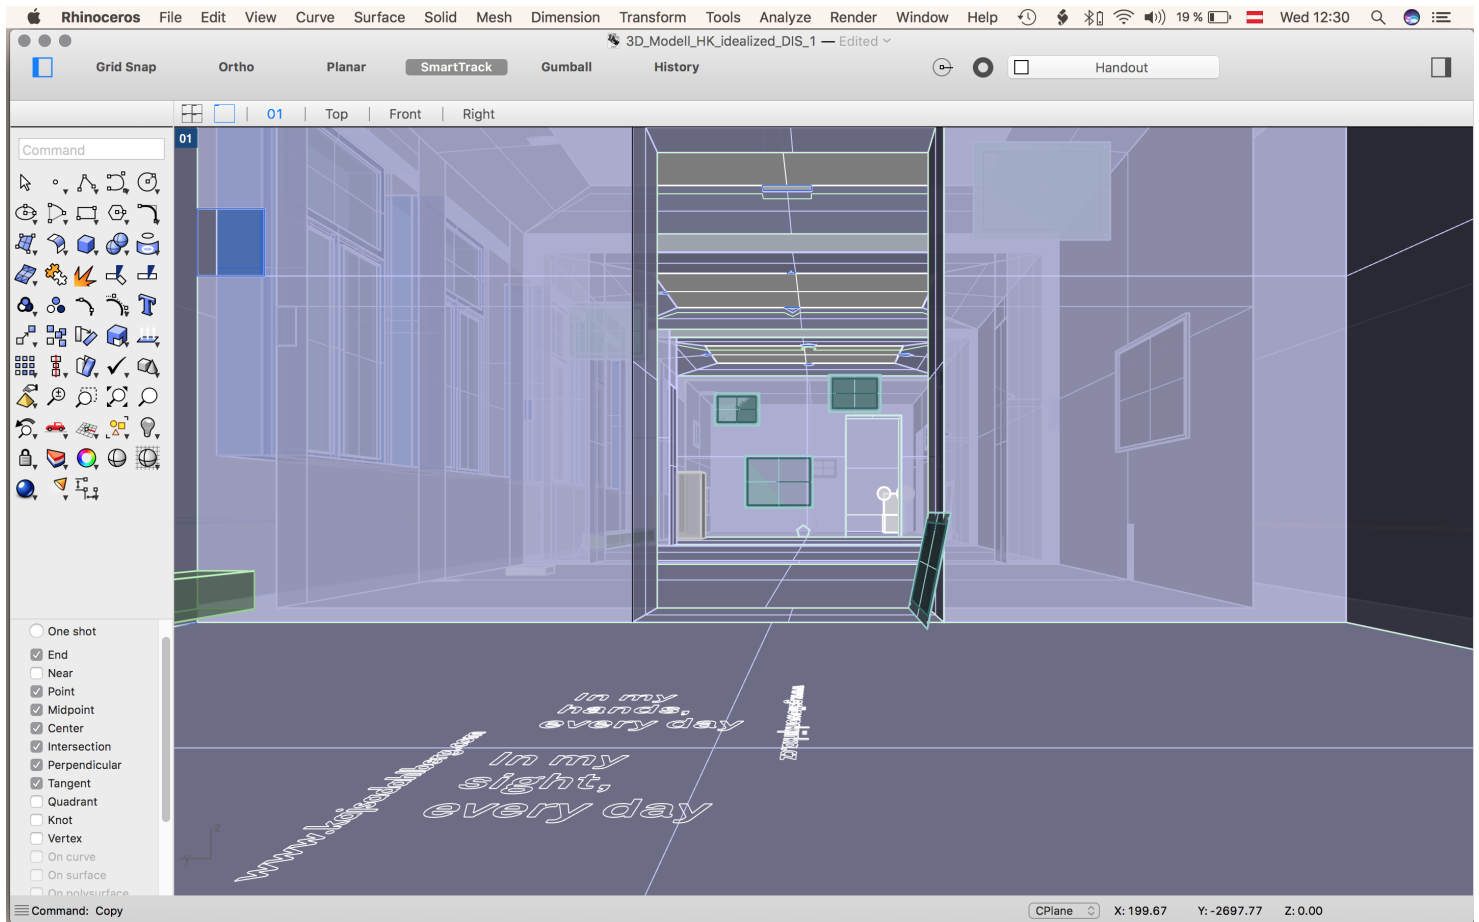 Rhinoceros File Edit View Curve Surface Solid Mesh Dimension Transform Tools Analyze Render Window Help 19 % Wed 12:30
3D_Modell_HK_idealized_DIS_1 — Edited
Grid Snap Ortho Planar SmartTrack Gumball History Handout
01 Top Front Right
01
Command
In my
hands,
every day
In my
sight,
every day
z
y
One shot
End
Near
Point
Midpoint
Center
Intersection
Perpendicular
Tangent
Quadrant
Knot
Vertex
On curve
On surface
On polysurface
Command: Copy
CPlane X: 199.67 Y: -2697.77 Z: 0.00